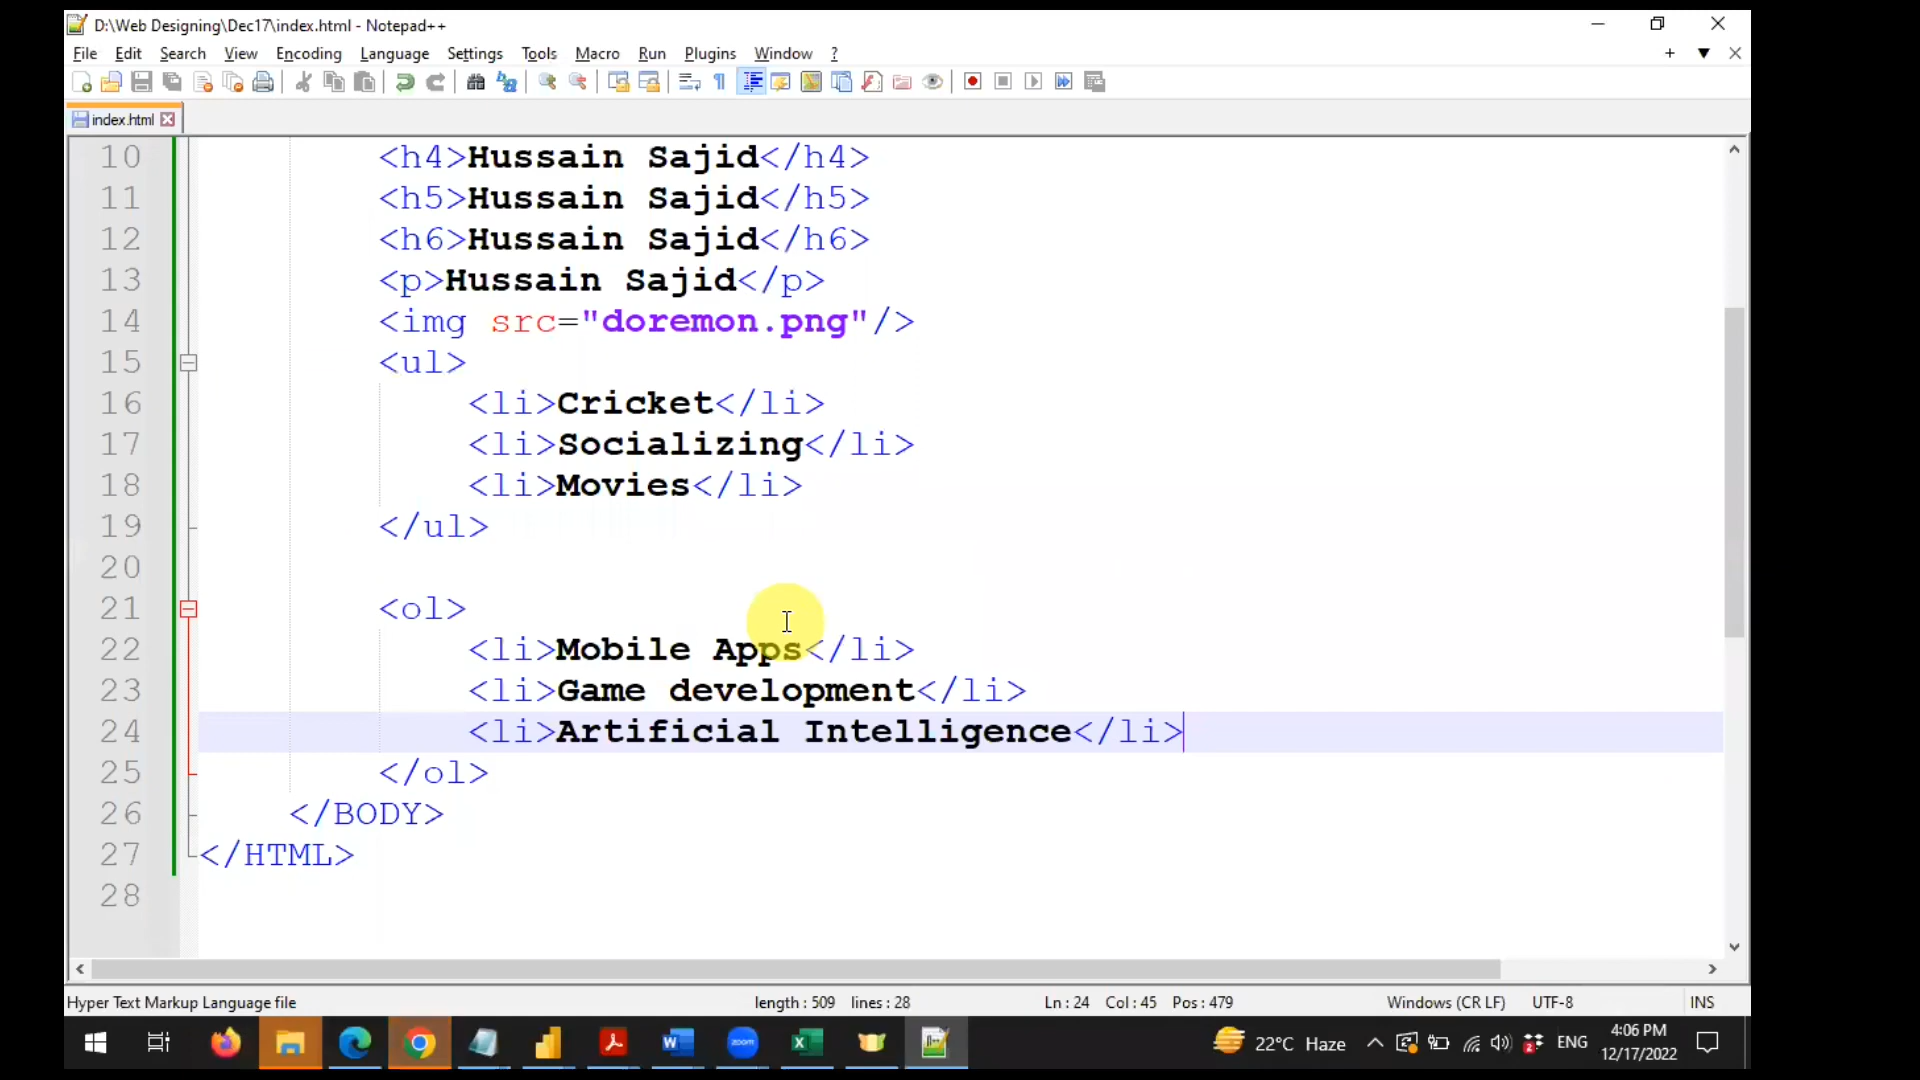 D:\Web Designing\Dec17\index.html - Notepad++
File Edit Search View Encoding Language Settings Tools Macro Run Plugins Window ?
index.html
10 <h4>Hussain Sajid</h4>
11 <h5>Hussain Sajid</h5>
12 <h6>Hussain Sajid</h6>
13 <p>Hussain Sajid</p>
14 <img src="doremon.png"/>
15 <ul>
16 <li>Cricket</li>
17 <li>Socializing</li>
18 <li>Movies</li>
19 </ul>
20
21 <ol>
22 <li>Mobile Apps</li>
23 <li>Game development</li>
24 <li>Artificial Intelligence</li>
25 </ol>
26 </BODY>
27 </HTML>
28
Hyper Text Markup Language file length : 509 lines : 28 Ln : 24 Col : 45 Pos : 479 Windows (CR LF) UTF-8 INS
zoom 22°C Haze ENG 4:06 PM
12/17/2022